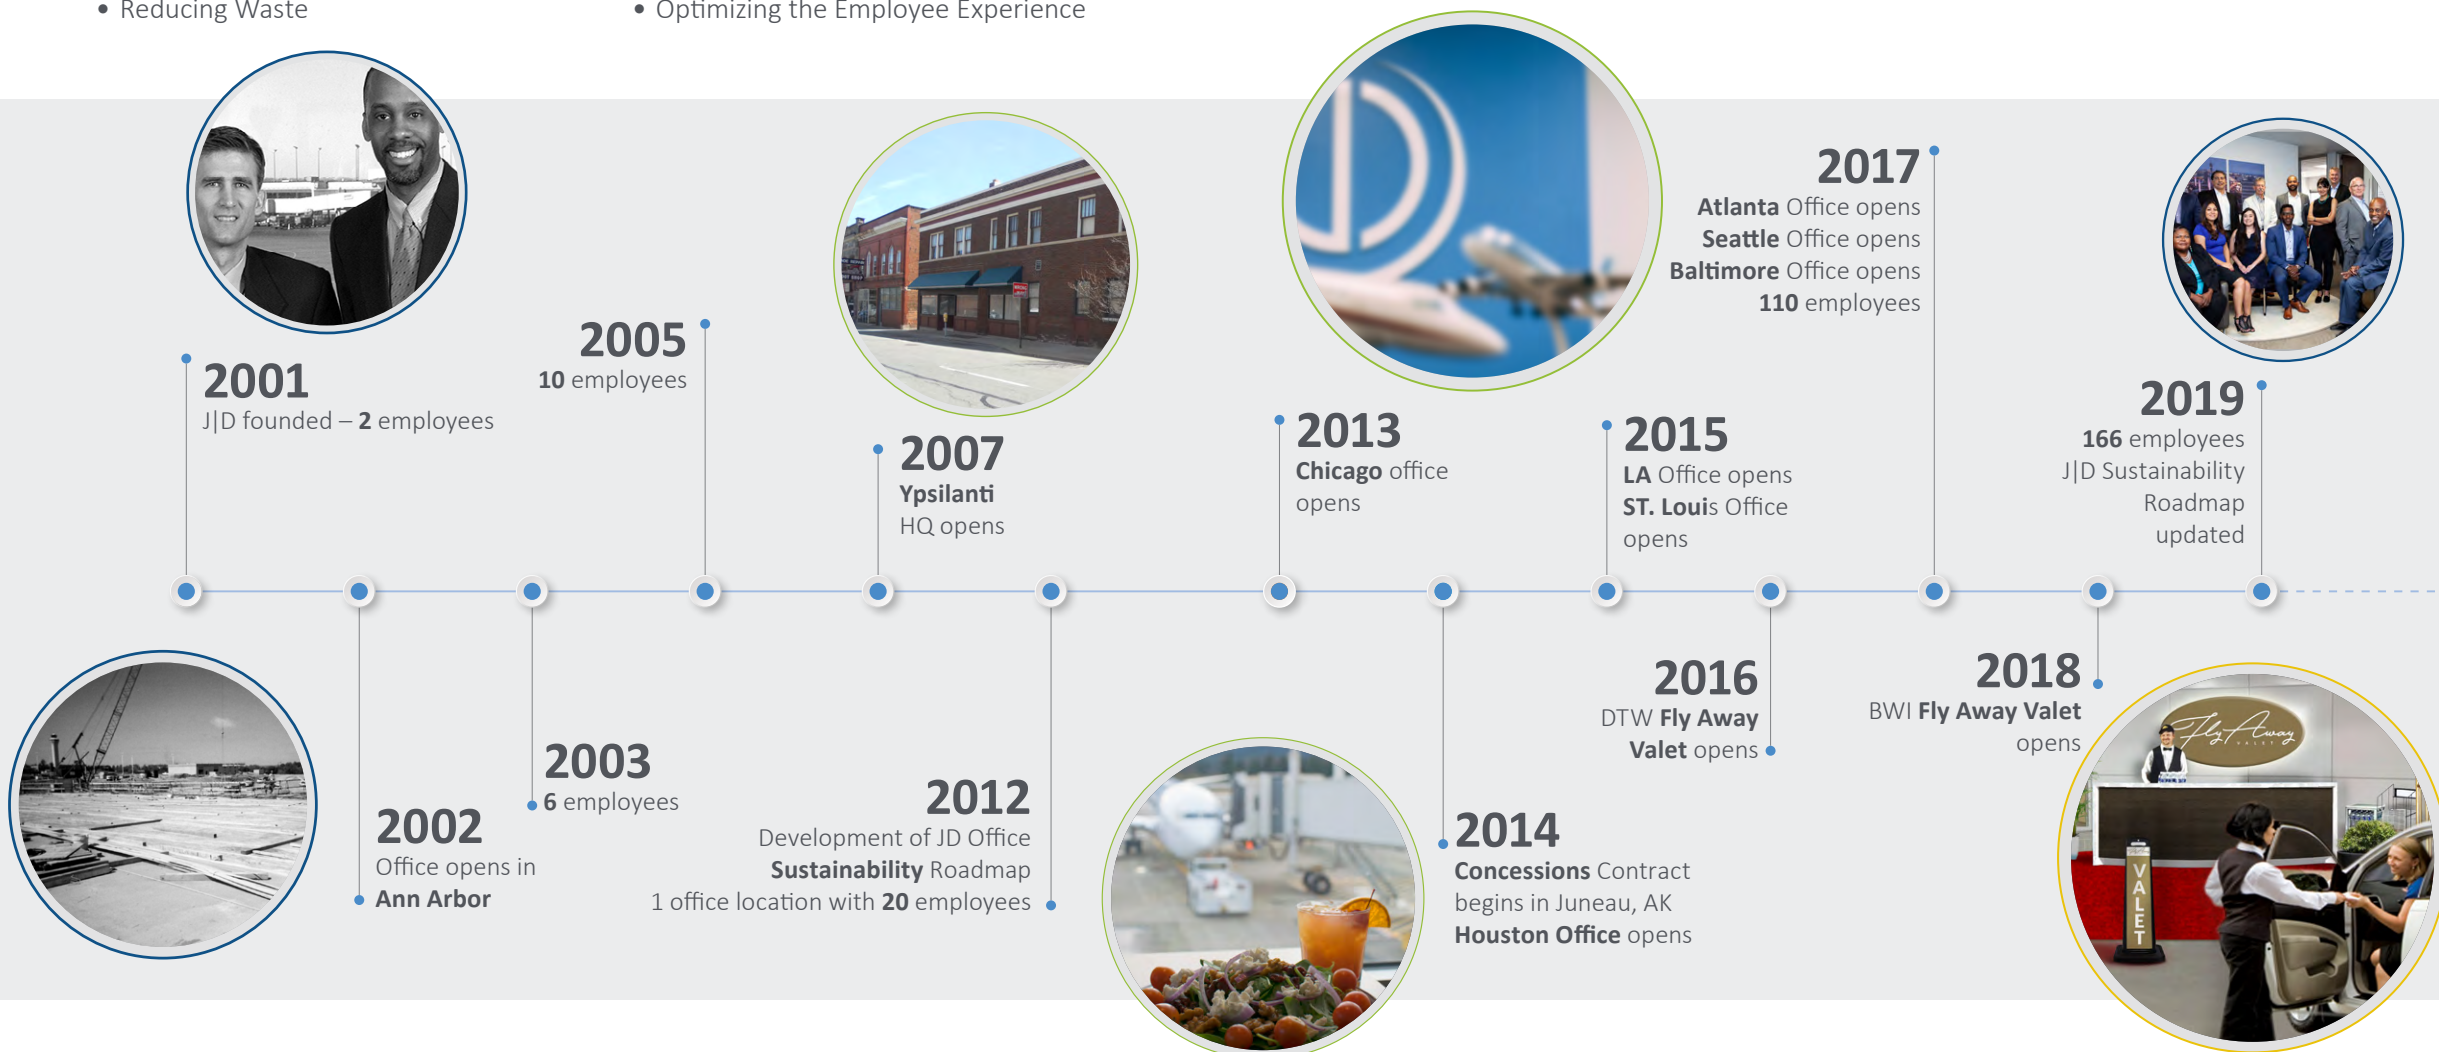 • Reducing Waste
• Optimizing the Employee Experience
2001
J|D founded – 2 employees
2002
Office opens in
Ann Arbor
2003
6 employees
2005
10 employees
2007
Ypsilanti
HQ opens
2012
Development of JD Office
Sustainability Roadmap
1 office location with 20 employees
2013
Chicago office
opens
2014
Concessions Contract
begins in Juneau, AK
Houston Office opens
2015
LA Office opens
ST. Louis Office
opens
2016
DTW Fly Away
Valet opens
2017
Atlanta Office opens
Seattle Office opens
Baltimore Office opens
110 employees
2018
BWI Fly Away Valet
opens
2019
166 employees
J|D Sustainability
Roadmap
updated
Fly Away
VALET
VALET